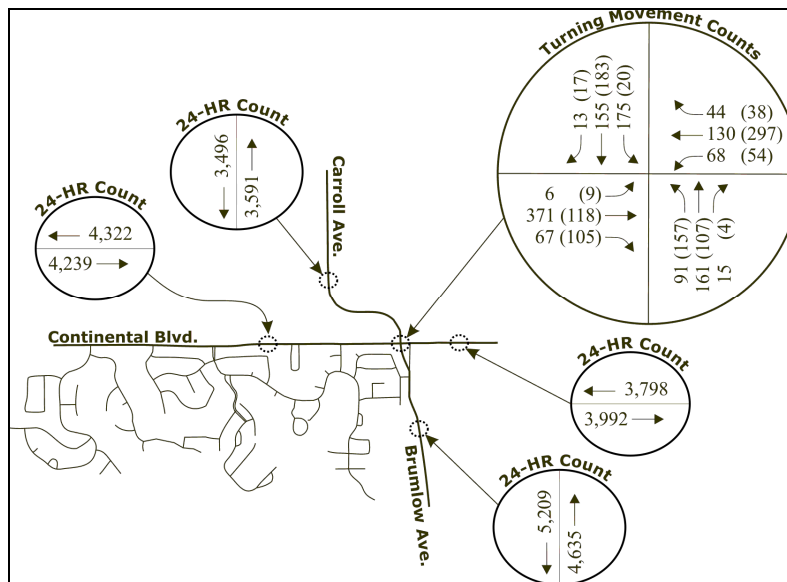 Turning Movement Counts
13 (17)
155 (183)
175 (20)
44 (38)
130 (297)
68 (54)
6 (9)
371 (118)
67 (105)
91 (157)
161 (107)
15 (4)
24-HR Count
3,496
3,591
24-HR Count
4,322
4,239
Carroll Ave.
Continental Blvd.
24-HR Count
3,798
3,992
Brumlow Ave.
24-HR Count
5,209
4,635